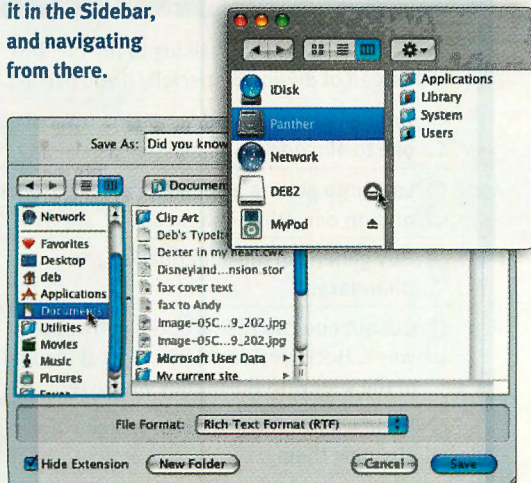 it in the Sidebar,
and navigating
from there.
iDisk
Panther
Network
DEB2
MyPod
Applications
Library
System
Users
Save As: Did you know
Documen
Network
Favorites
Desktop
deb
Applications
Documents
Utilities
Movies
Music
Pictures
Faves
Clip Art
Deb's Typeit
Dexter in my heart.cwk
Disneyland...nsion stor
fax cover text
fax to Andy
Image-05C...9_202.jpg
Image-05C...9_202.jpg
Microsoft User Data
My current site
File Format: Rich Text Format (RTF)
Hide Extension
New Folder
Cancel
Save